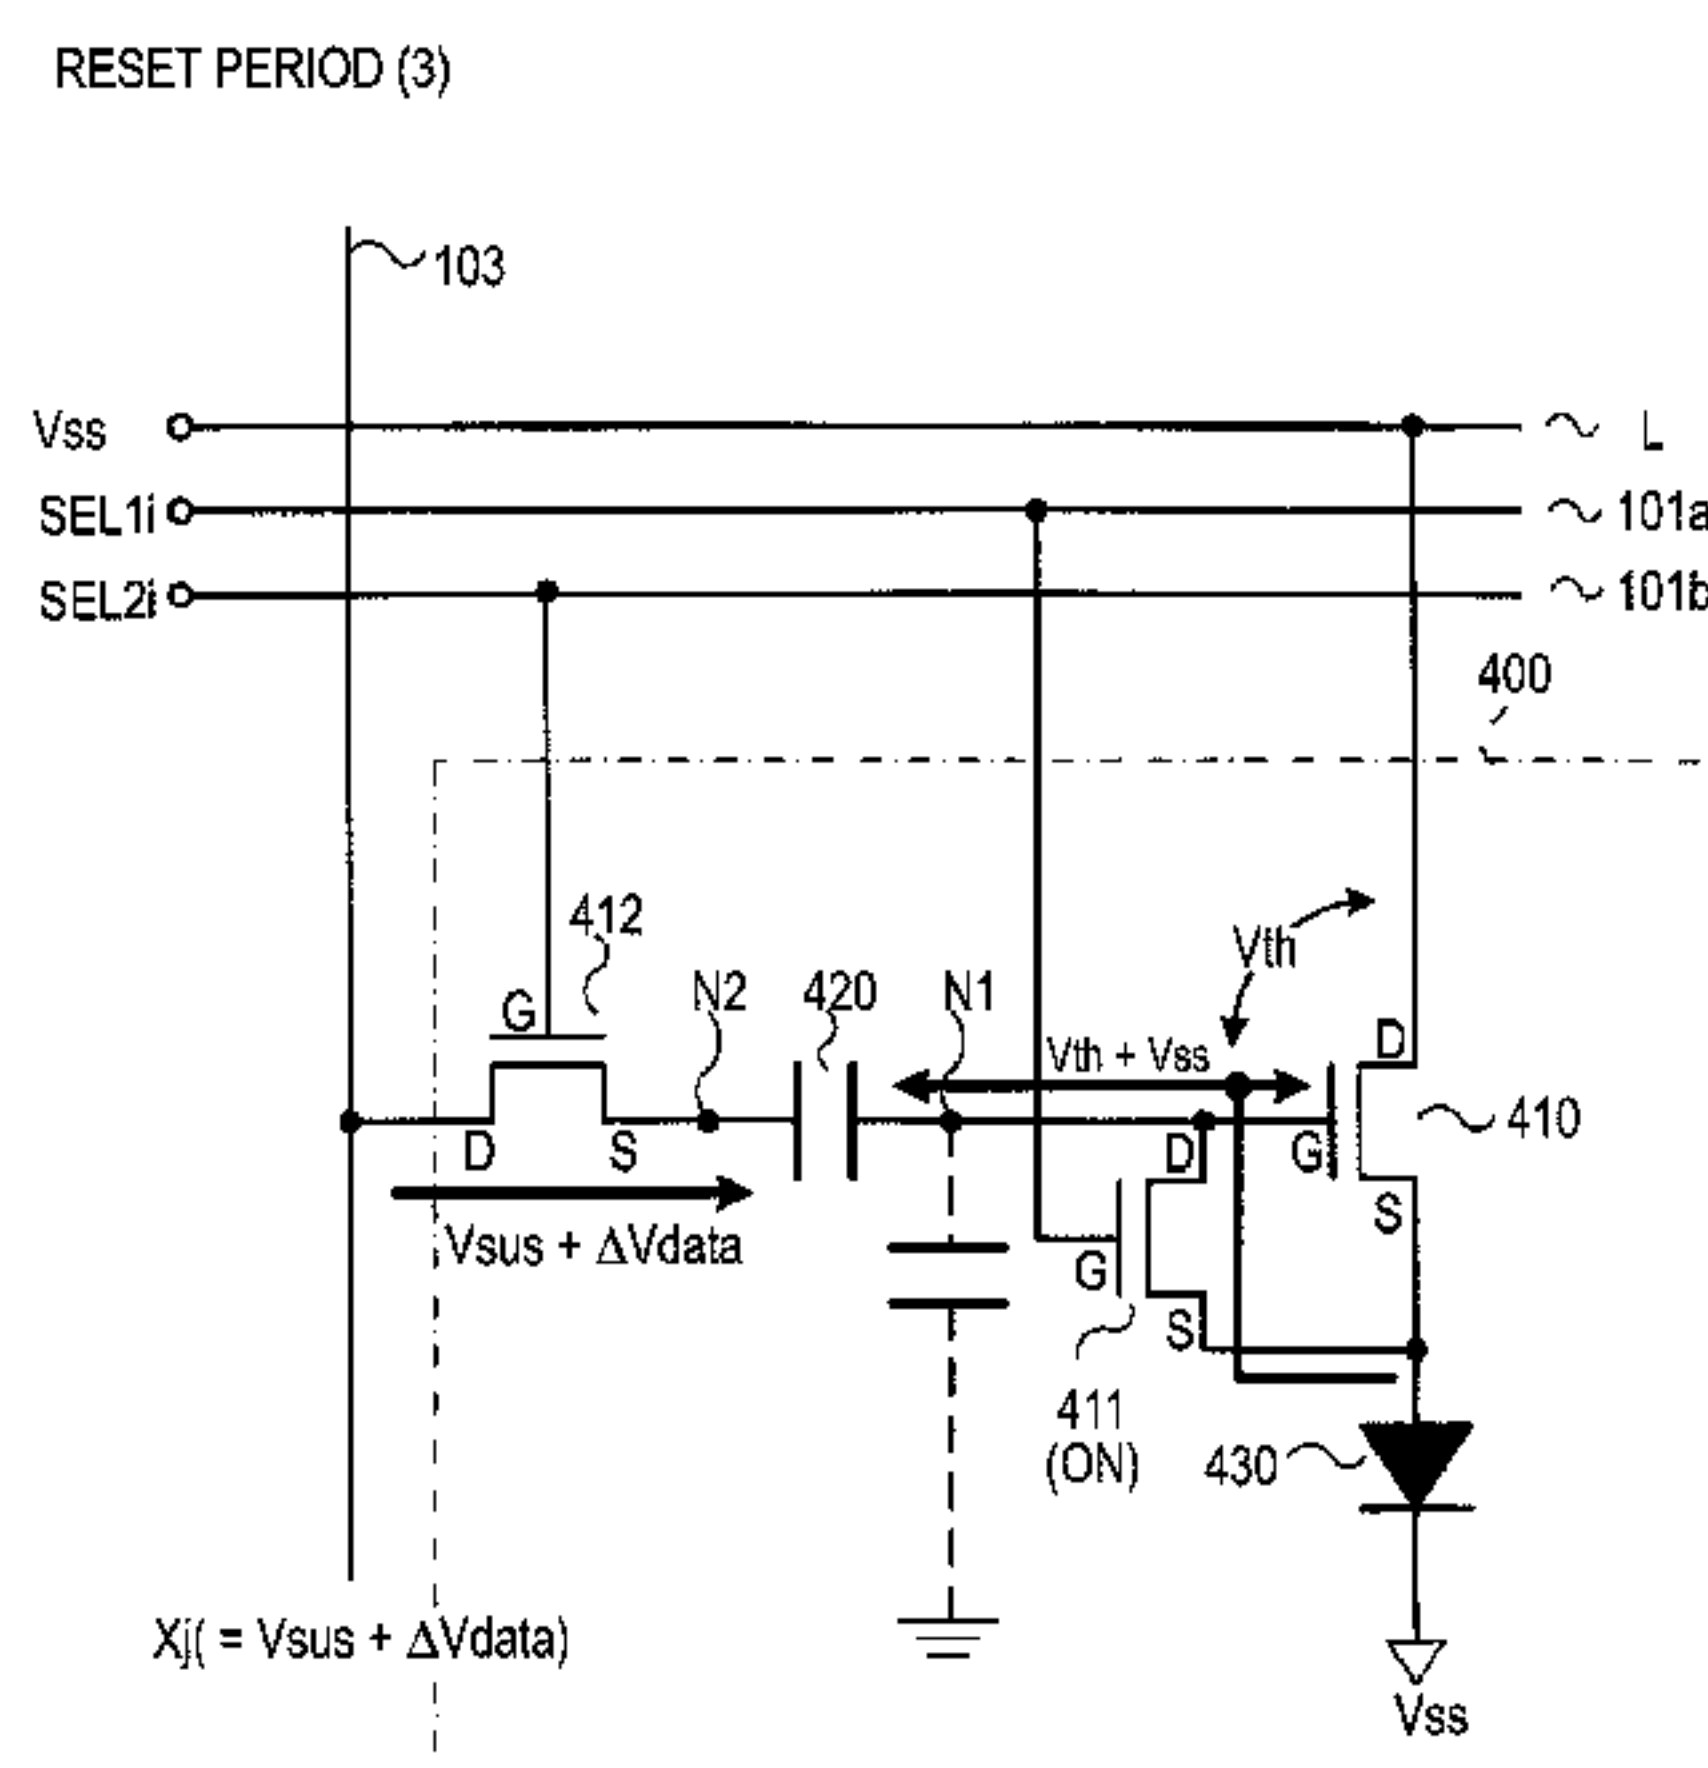 RESET PERIOD (3)
103
Vss
L
SEL1i
101a
SEL2i
101b
400
412
Vth
G
N2
420
N1
Vth + Vss
D
410
D
S
D
G
Vsus + ΔVdata
G
S
S
411
(ON)
430
Xj( = Vsus + ΔVdata)
Vss